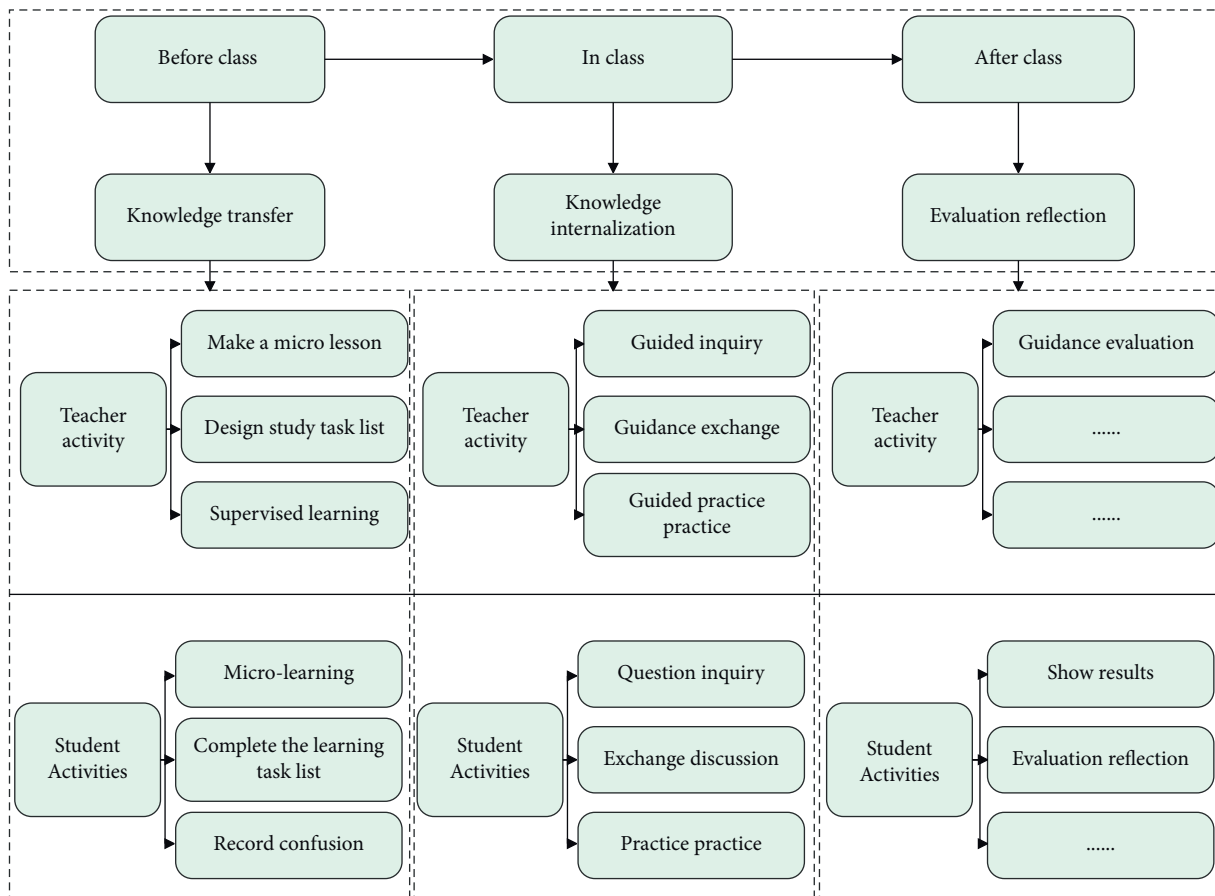 Before class
In class
After class
Knowledge transfer
Knowledge
internalization
Evaluation reflection
Teacher
activity
Make a micro lesson
Design study task list
Supervised learning
Teacher
activity
Guided inquiry
Guidance exchange
Guided practice
practice
Teacher
activity
Guidance evaluation
......
......
Student
Activities
Micro-learning
Complete the learning
task list
Record confusion
Student
Activities
Question inquiry
Exchange discussion
Practice practice
Student
Activities
Show results
Evaluation reflection
......